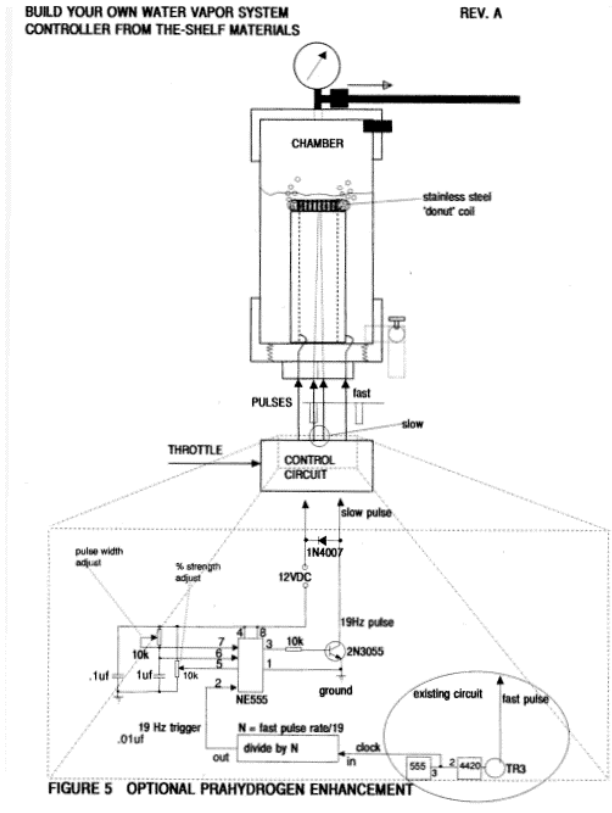 BUILD YOUR OWN WATER VAPOR SYSTEM
REV. A
CONTROLLER FROM THE-SHELF MATERIALS
CHAMBER
stainless steel
'donut' coil
PULSES
fast
slow
THROTTLE
CONTROL
CIRCUIT
slow pulse
1N4007
pulse width
adjust
% strength
adjust
12VDC
19Hz pulse
4 8
10k
7
3
10k
2N3055
6
.1uf
1uf
10k
5
1
2
NE555
ground
existing circuit
fast pulse
19 Hz trigger
N = fast pulse rate/19
.01uf
divide by N
clock
out
in
555
3
2
4420
TR3
FIGURE 5 OPTIONAL PRAHYDROGEN ENHANCEMENT